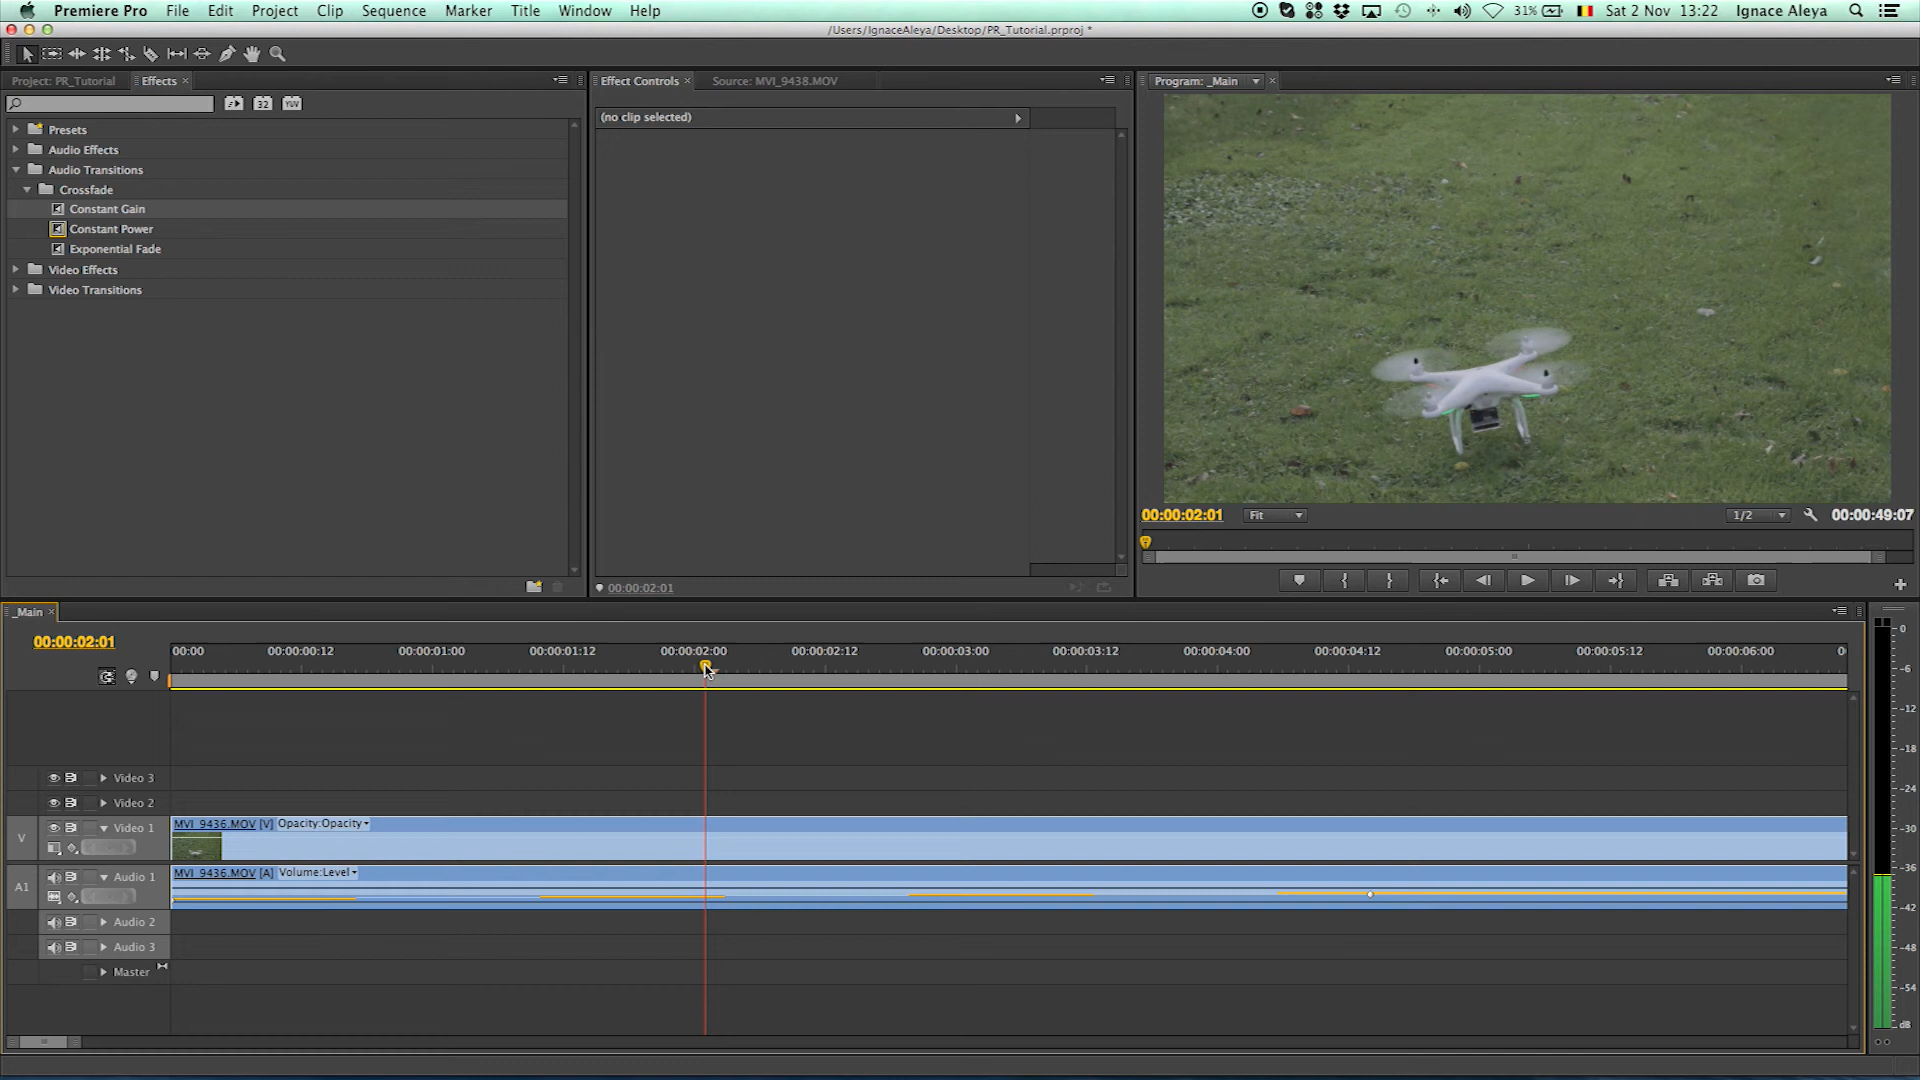 Premiere Pro File Edit Project Clip Sequence Marker Title Window Help 31% Sat 2 Nov 13:22 Ignace Aleya
/Users/IgnaceAleya/Desktop/PR_Tutorial.prproj *
Project: PR_Tutorial Effects × Effect Controls × Source: MVI_9438.MOV Program: _Main ×
32 YUV
(no clip selected)
Presets
Audio Effects
Audio Transitions
Crossfade
Constant Gain
Constant Power
Exponential Fade
Video Effects
Video Transitions
00:00:02:01 Fit 1/2 00:00:49:07
00:00:02:01
_Main ×
00:00:02:01
00:00 00:00:00:12 00:00:01:00 00:00:01:12 00:00:02:00 00:00:02:12 00:00:03:00 00:00:03:12 00:00:04:00 00:00:04:12 00:00:05:00 00:00:05:12 00:00:06:00 0
Video 3
Video 2
V Video 1 MVI_9436.MOV [V] Opacity:Opacity
A1 Audio 1 MVI_9436.MOV [A] Volume:Level
Audio 2
Audio 3
Master
0
-6
-12
-18
-24
-30
-36
-42
-48
-54
dB